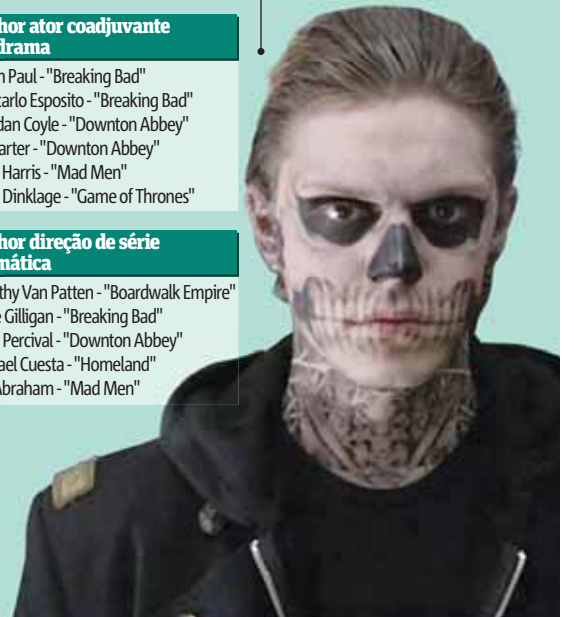 hor ator coadjuvante
drama
n Paul - "Breaking Bad"
carlo Esposito - "Breaking Bad"
dan Coyle - "Downton Abbey"
arter - "Downton Abbey"
Harris - "Mad Men"
Dinklage - "Game of Thrones"
hor direção de série
mática
thy Van Patten - "Boardwalk Empire"
e Gilligan - "Breaking Bad"
Percival - "Downton Abbey"
ael Cuesta - "Homeland"
Abraham - "Mad Men"